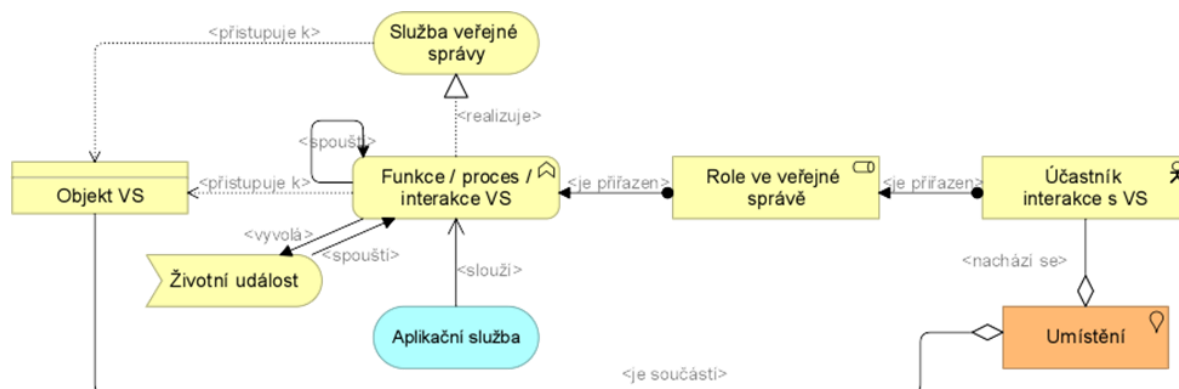 <přistupuje k>
Služba veřejné
správy
<realizuje>
<spouští>
Objekt VS
<přistupuje k>
Funkce / proces /
interakce VS
<je přiřazen>
Role ve veřejné
správě
<je přiřazen>
Účastník
interakce s VS
<vyvolá>
<spouští>
Životní událost
<slouží>
<nachází se>
Aplikační služba
Umístění
<je součástí>